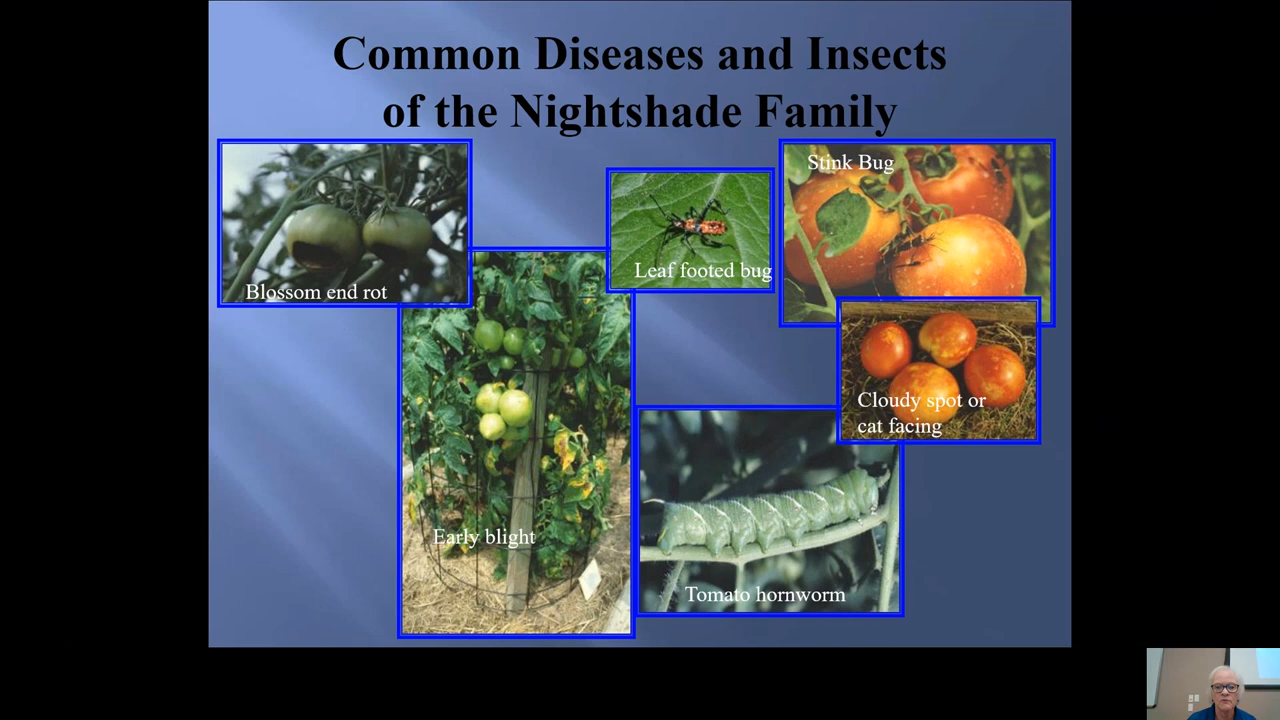 Common Diseases and Insects
of the Nightshade Family
Blossom end rot
Leaf footed bug
Stink Bug
Cloudy spot or
cat facing
Early blight
Tomato hornworm